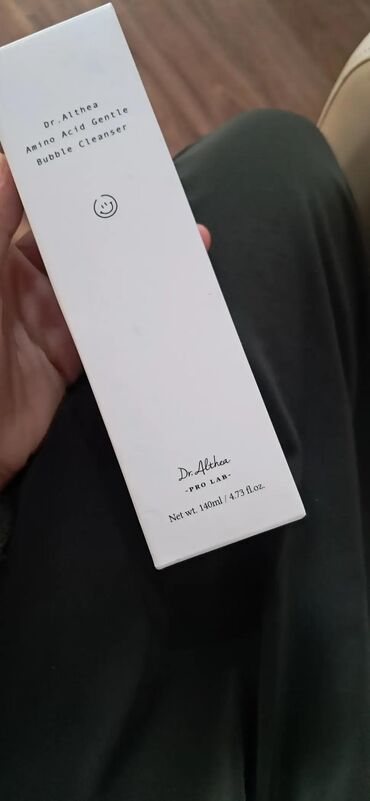 Dr.Althea
Amino Acid Gentle
Bubble Cleanser
Dr.Althea
-PRO LAB-
Net wt. 140ml / 4.73 fl.oz.